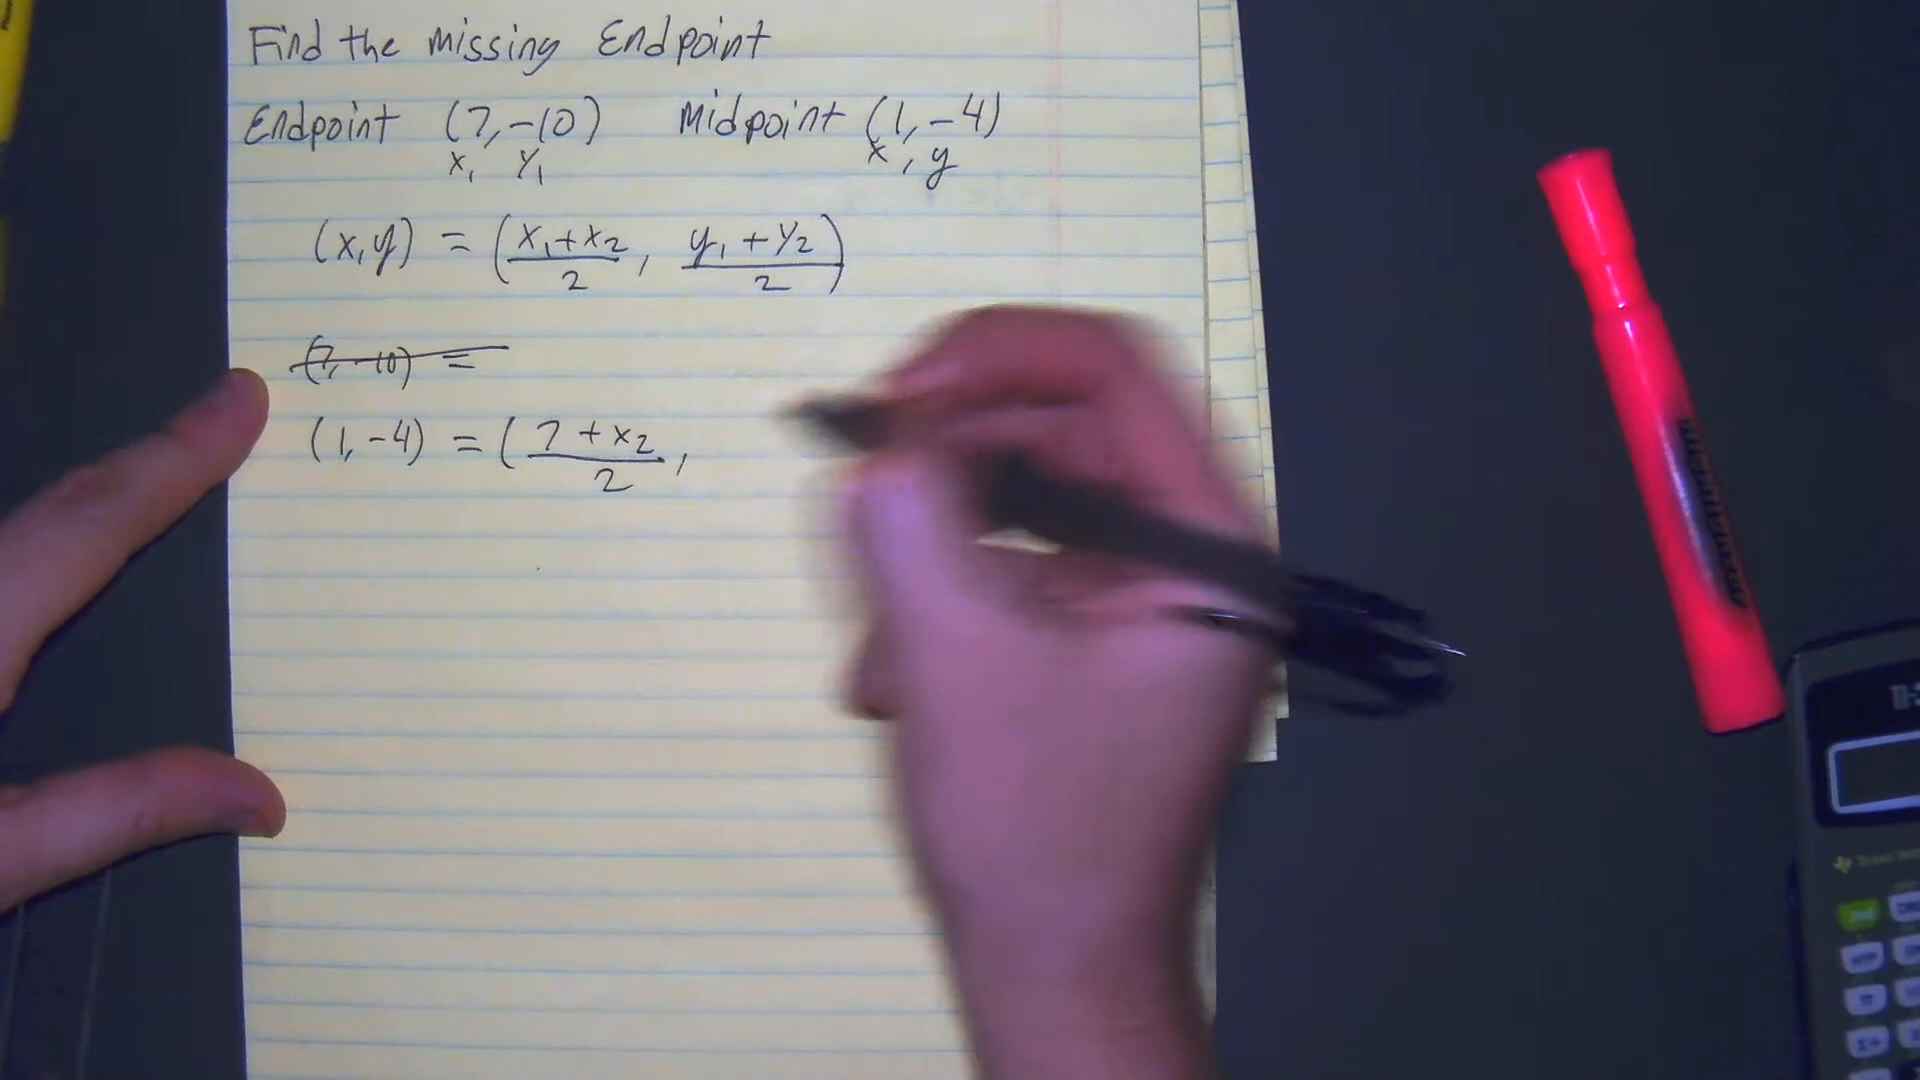 Find the missing Endpoint
Endpoint (7,-10) Midpoint (1,-4)
x₁ y₁ x, y
(x,y) = (x₁+x₂/2, y₁+y₂/2)
(7, -10) =
(1,-4) = (7+x₂/2,
2nd
π